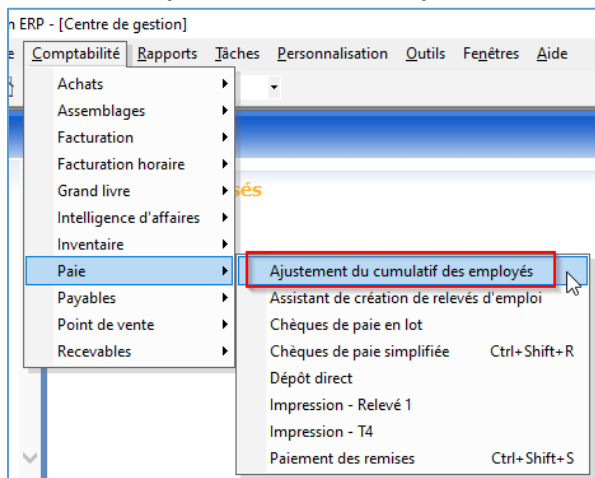 ERP - [Centre de gestion]
Comptabilité Rapports Tâches Personnalisation Outils Fenêtres Aide
Achats
Assemblages
Facturation
Facturation horaire
Grand livre
sés
Intelligence d'affaires
Inventaire
Paie
Ajustement du cumulatif des employés
Payables
Assistant de création de relevés d'emploi
Point de vente
Chèques de paie en lot
Recevables
Chèques de paie simplifiée Ctrl+Shift+R
Dépôt direct
Impression - Relevé 1
Impression - T4
Paiement des remises Ctrl+Shift+S